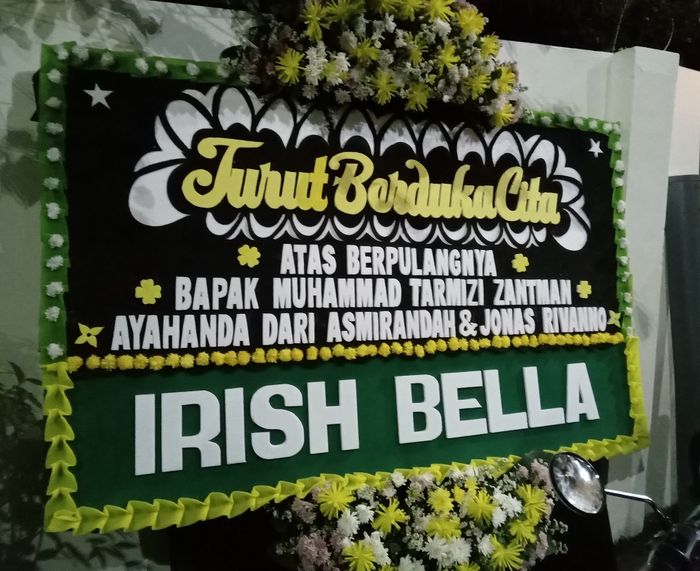 Turut Berduka Cita
ATAS BERPULANGNYA
BAPAK MUHAMMAD TARMIZI ZANTMAN
AYAHANDA DARI ASMIRANDAH & JONAS RIVANNO
IRISH BELLA